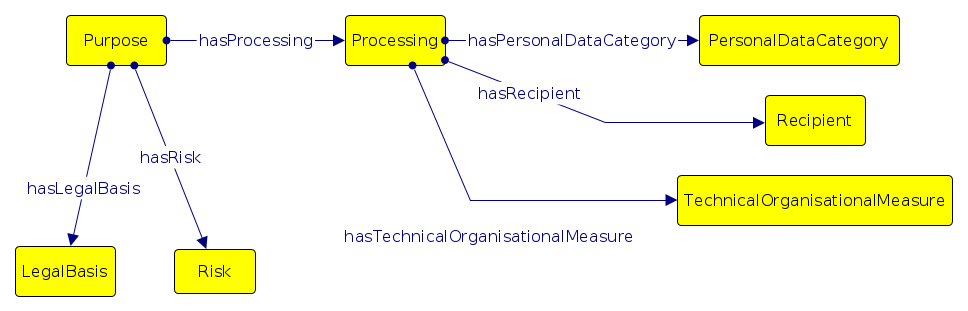 Purpose
hasProcessing
Processing
hasPersonalDataCategory
PersonalDataCategory
hasRecipient
Recipient
hasRisk
hasLegalBasis
TechnicalOrganisationalMeasure
hasTechnicalOrganisationalMeasure
LegalBasis
Risk